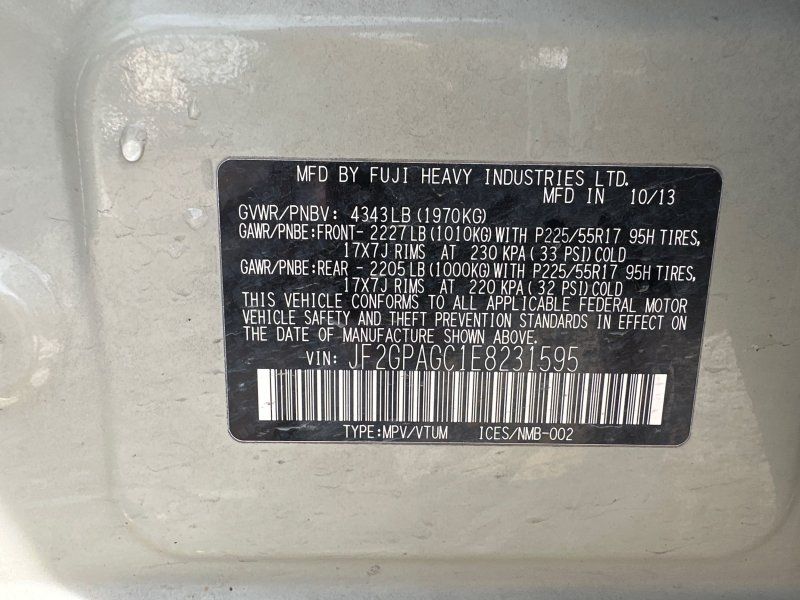 MFD BY FUJI HEAVY INDUSTRIES LTD.
MFD IN 10/13
GVWR/PNBV: 4343LB(1970KG)
GAWR/PNBE:FRONT- 2227LB(1010KG)WITH P225/55R17 95H TIRES,
17X7J RIMS AT 230 KPA(33 PSI)COLD
GAWR/PNBE:REAR - 2205LB(1000KG)WITH P225/55R17 95H TIRES,
17X7J RIMS AT 220 KPA(32 PSI)COLD
THIS VEHICLE CONFORMS TO ALL APPLICABLE FEDERAL MOTOR
VEHICLE SAFETY AND THEFT PREVENTION STANDARDS IN EFFECT ON
THE DATE OF MANUFACTURE SHOWN ABOVE.
VIN: JF2GPAGC1E8231595
TYPE:MPV/VTUM ICES/NMB-002